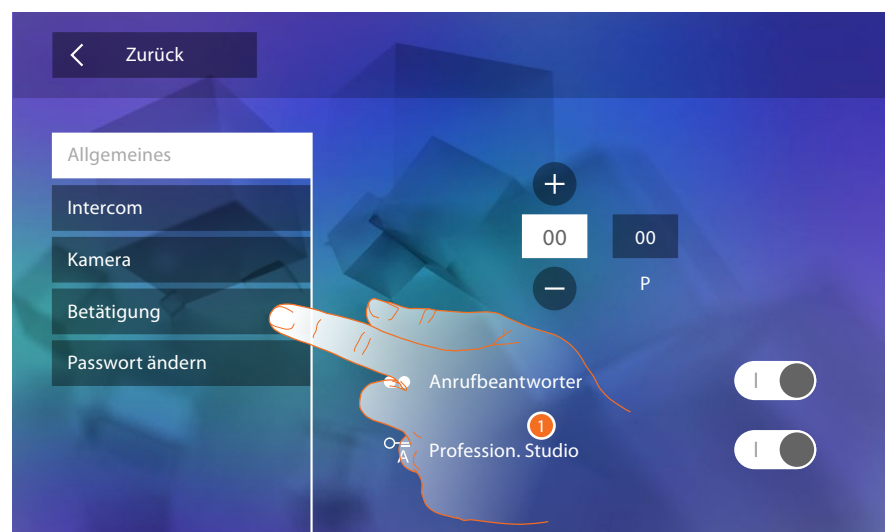 Zurück
Allgemeines
Intercom
Kamera
Betätigung
Passwort ändern
+
00 00
−
P
Anrufbeantworter
1
A
Profession. Studio